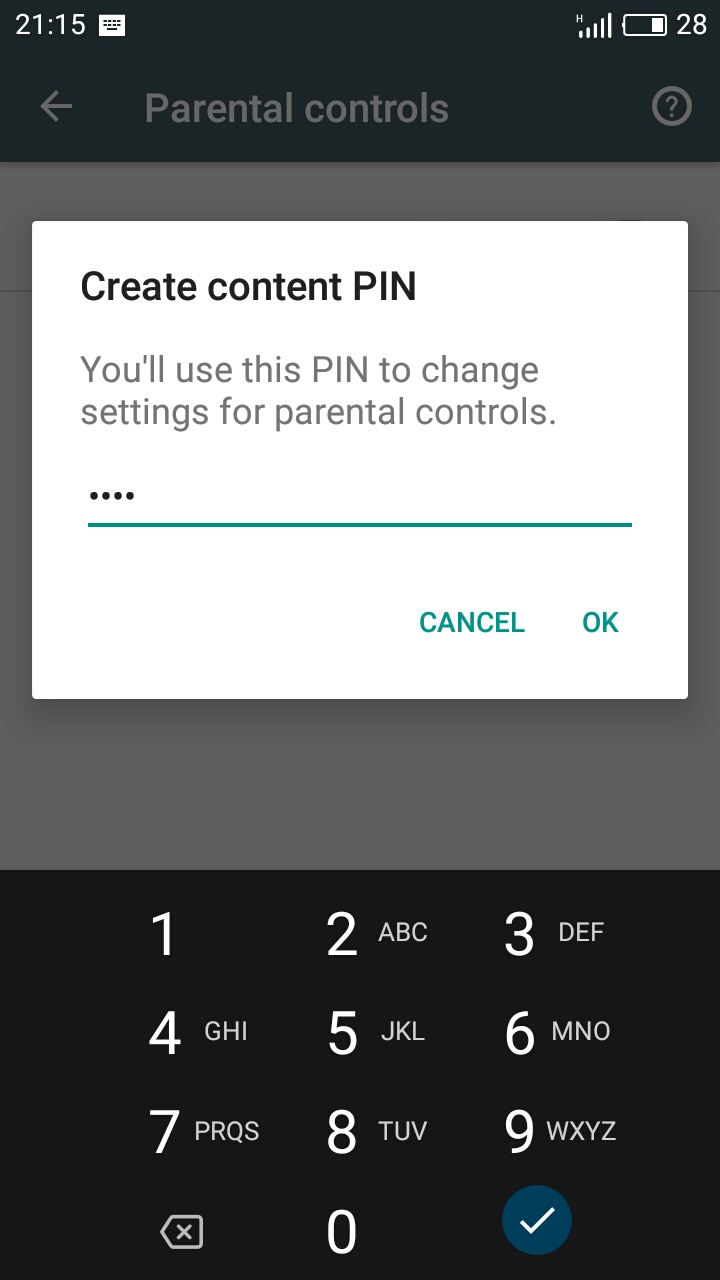 21:15
H 28
Parental controls
Create content PIN
You'll use this PIN to change
settings for parental controls.
••••
CANCEL OK
1 2 ABC 3 DEF
4 GHI 5 JKL 6 MNO
7 PRQS 8 TUV 9 WXYZ
0